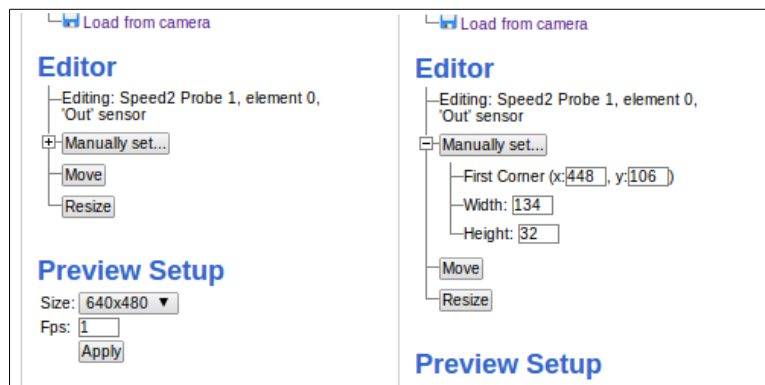 Load from camera
Editor
Editing: Speed2 Probe 1, element 0,
'Out' sensor
Manually set...
Move
Resize
Preview Setup
Size: 640x480
Fps: 1
Apply
Load from camera
Editor
Editing: Speed2 Probe 1, element 0,
'Out' sensor
Manually set...
First Corner (x:448 , y:106 )
Width: 134
Height: 32
Move
Resize
Preview Setup